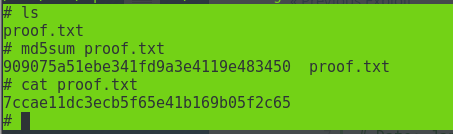 # ls
proof.txt
# md5sum proof.txt
909075a51ebe341fd9a3e4119e483450  proof.txt
# cat proof.txt
7ccae11dc3ecb5f65e41b169b05f2c65
#